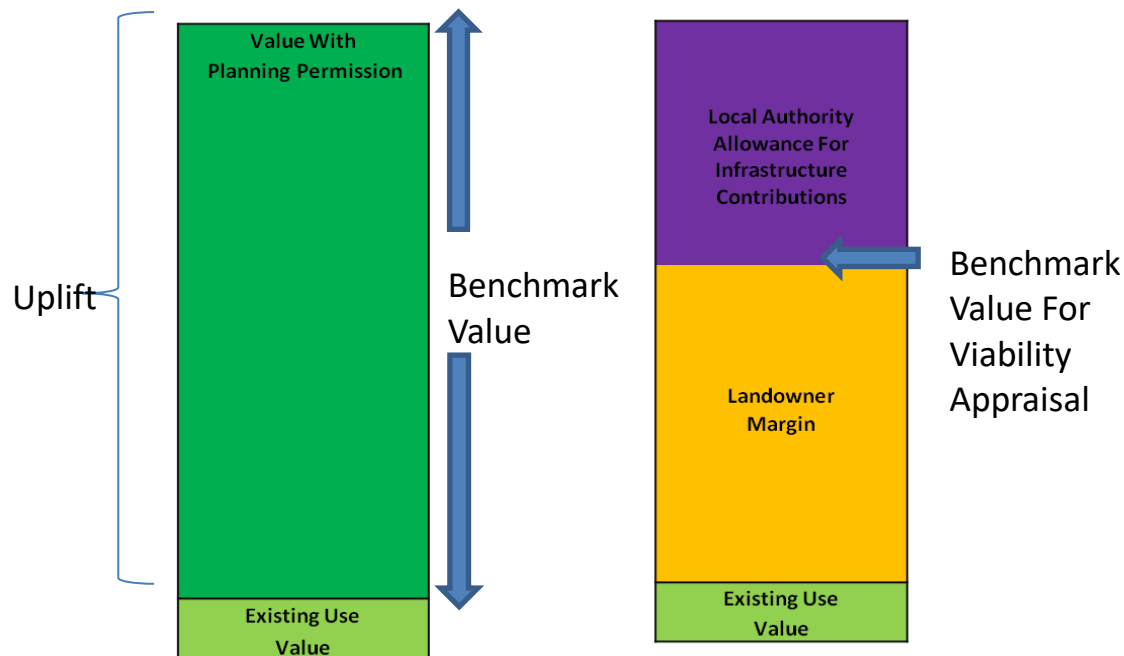 Uplift
Value With
Planning Permission
Existing Use
Value
Benchmark
Value
Local Authority
Allowance For
Infrastructure
Contributions
Landowner
Margin
Existing Use
Value
Benchmark
Value For
Viability
Appraisal